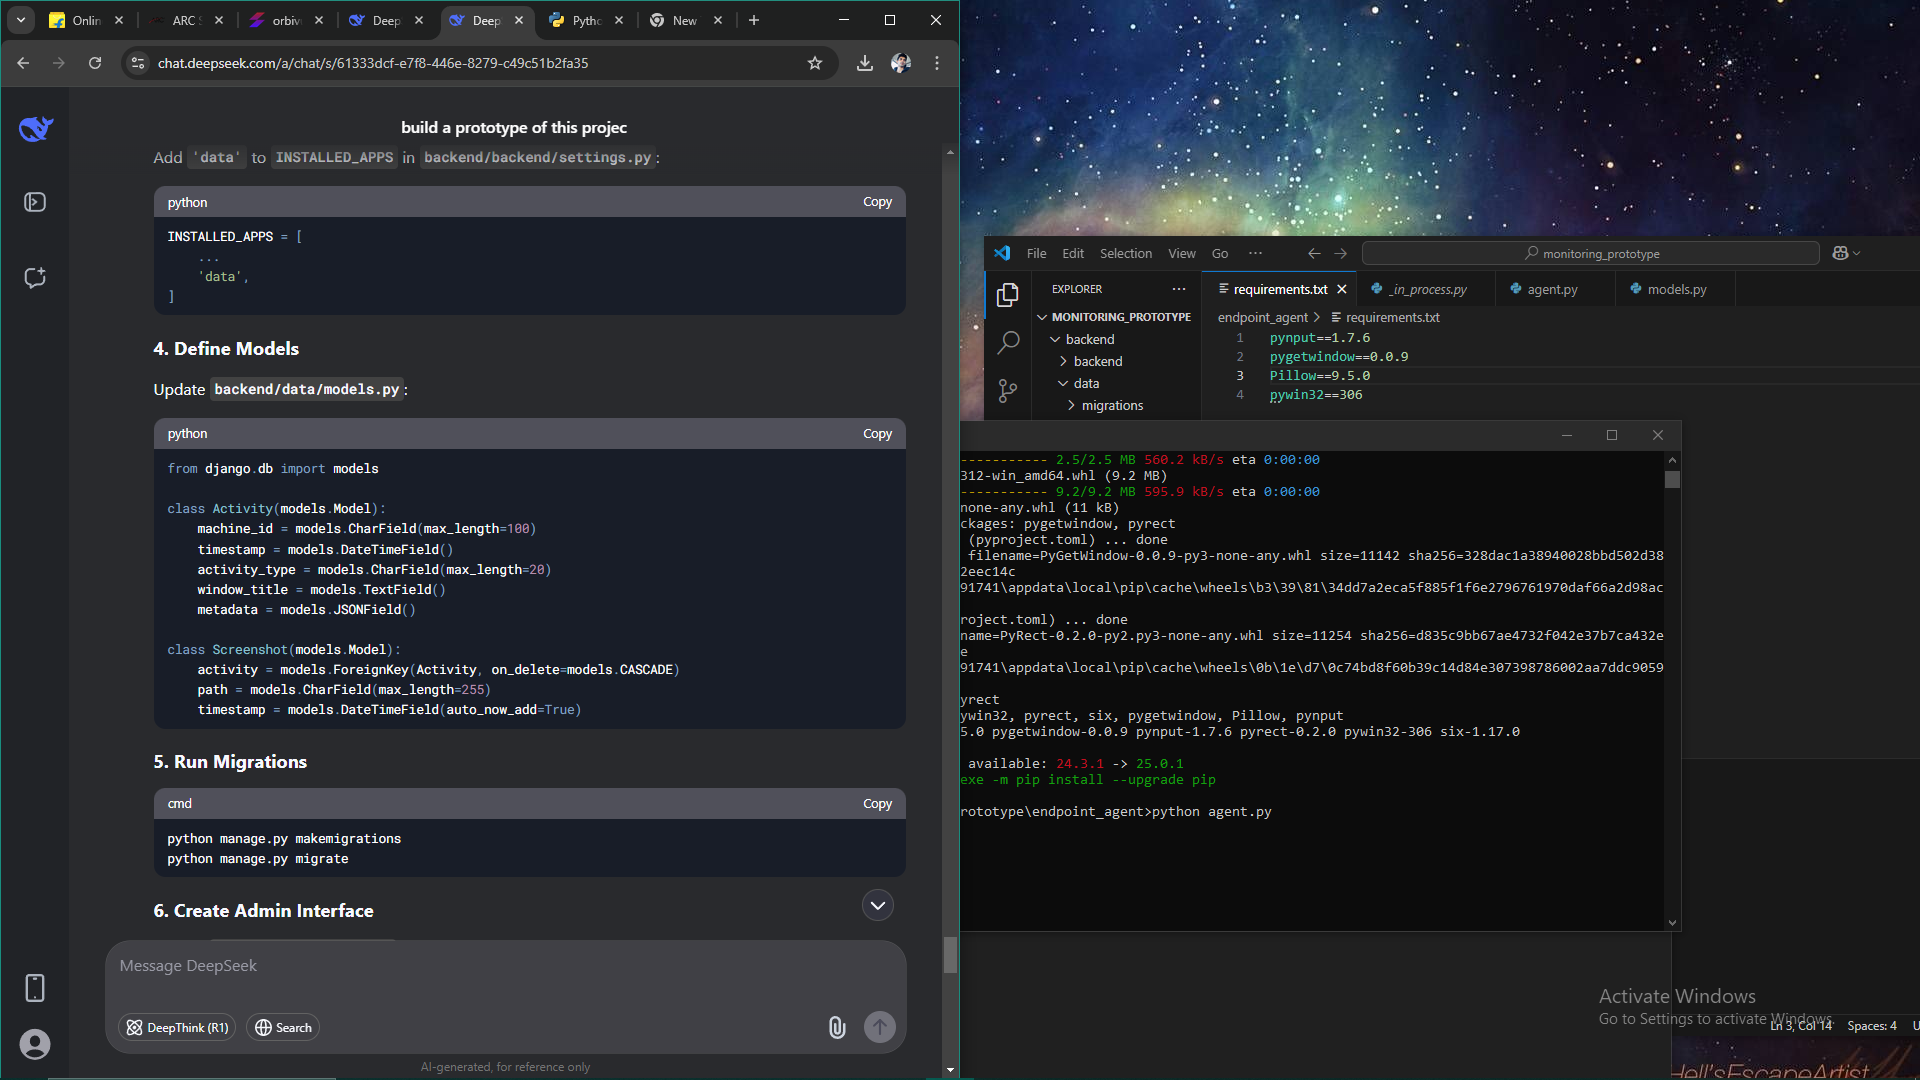 Onlin
ARC S
orbiv
Deep
Deep
Pytho
New
chat.deepseek.com/a/chat/s/61333dcf-e7f8-446e-8279-c49c51b2fa35
build a prototype of this projec
Add 'data' to INSTALLED_APPS in backend/backend/settings.py:
python
Copy
INSTALLED_APPS = [
...
'data',
]
4. Define Models
Update backend/data/models.py:
python
Copy
from django.db import models
class Activity(models.Model):
machine_id = models.CharField(max_length=100)
timestamp = models.DateTimeField()
activity_type = models.CharField(max_length=20)
window_title = models.TextField()
metadata = models.JSONField()
class Screenshot(models.Model):
activity = models.ForeignKey(Activity, on_delete=models.CASCADE)
path = models.CharField(max_length=255)
timestamp = models.DateTimeField(auto_now_add=True)
5. Run Migrations
cmd
Copy
python manage.py makemigrations
python manage.py migrate
6. Create Admin Interface
Message DeepSeek
DeepThink (R1)
Search
AI-generated, for reference only
File Edit Selection View Go ...
monitoring_prototype
EXPLORER
requirements.txt
_in_process.py
agent.py
models.py
MONITORING_PROTOTYPE
backend
backend
data
migrations
endpoint_agent > requirements.txt
1 pynput==1.7.6
2 pygetwindow==0.0.9
3 Pillow==9.5.0
4 pywin32==306
----------- 2.5/2.5 MB 560.2 kB/s eta 0:00:00
312-win_amd64.whl (9.2 MB)
----------- 9.2/9.2 MB 595.9 kB/s eta 0:00:00
none-any.whl (11 kB)
ckages: pygetwindow, pyrect
(pyproject.toml) ... done
filename=PyGetWindow-0.0.9-py3-none-any.whl size=11142 sha256=328dac1a38940028bbd502d38
2eec14c
91741\appdata\local\pip\cache\wheels\b3\39\81\34dd7a2eca5f885f1f6e2796761970daf66a2d98ac
roject.toml) ... done
name=PyRect-0.2.0-py2.py3-none-any.whl size=11254 sha256=d835c9bb67ae4732f042e37b7ca432e
e
91741\appdata\local\pip\cache\wheels\0b\1e\d7\0c74bd8f60b39c14d84e307398786002aa7ddc9059
yrect
ywin32, pyrect, six, pygetwindow, Pillow, pynput
5.0 pygetwindow-0.0.9 pynput-1.7.6 pyrect-0.2.0 pywin32-306 six-1.17.0
available: 24.3.1 -> 25.0.1
exe -m pip install --upgrade pip
rototype\endpoint_agent>python agent.py
Activate Windows
Go to Settings to activate Windows.
Ln 3, Col 14
Spaces: 4
U
Hell'sEscapeArtist